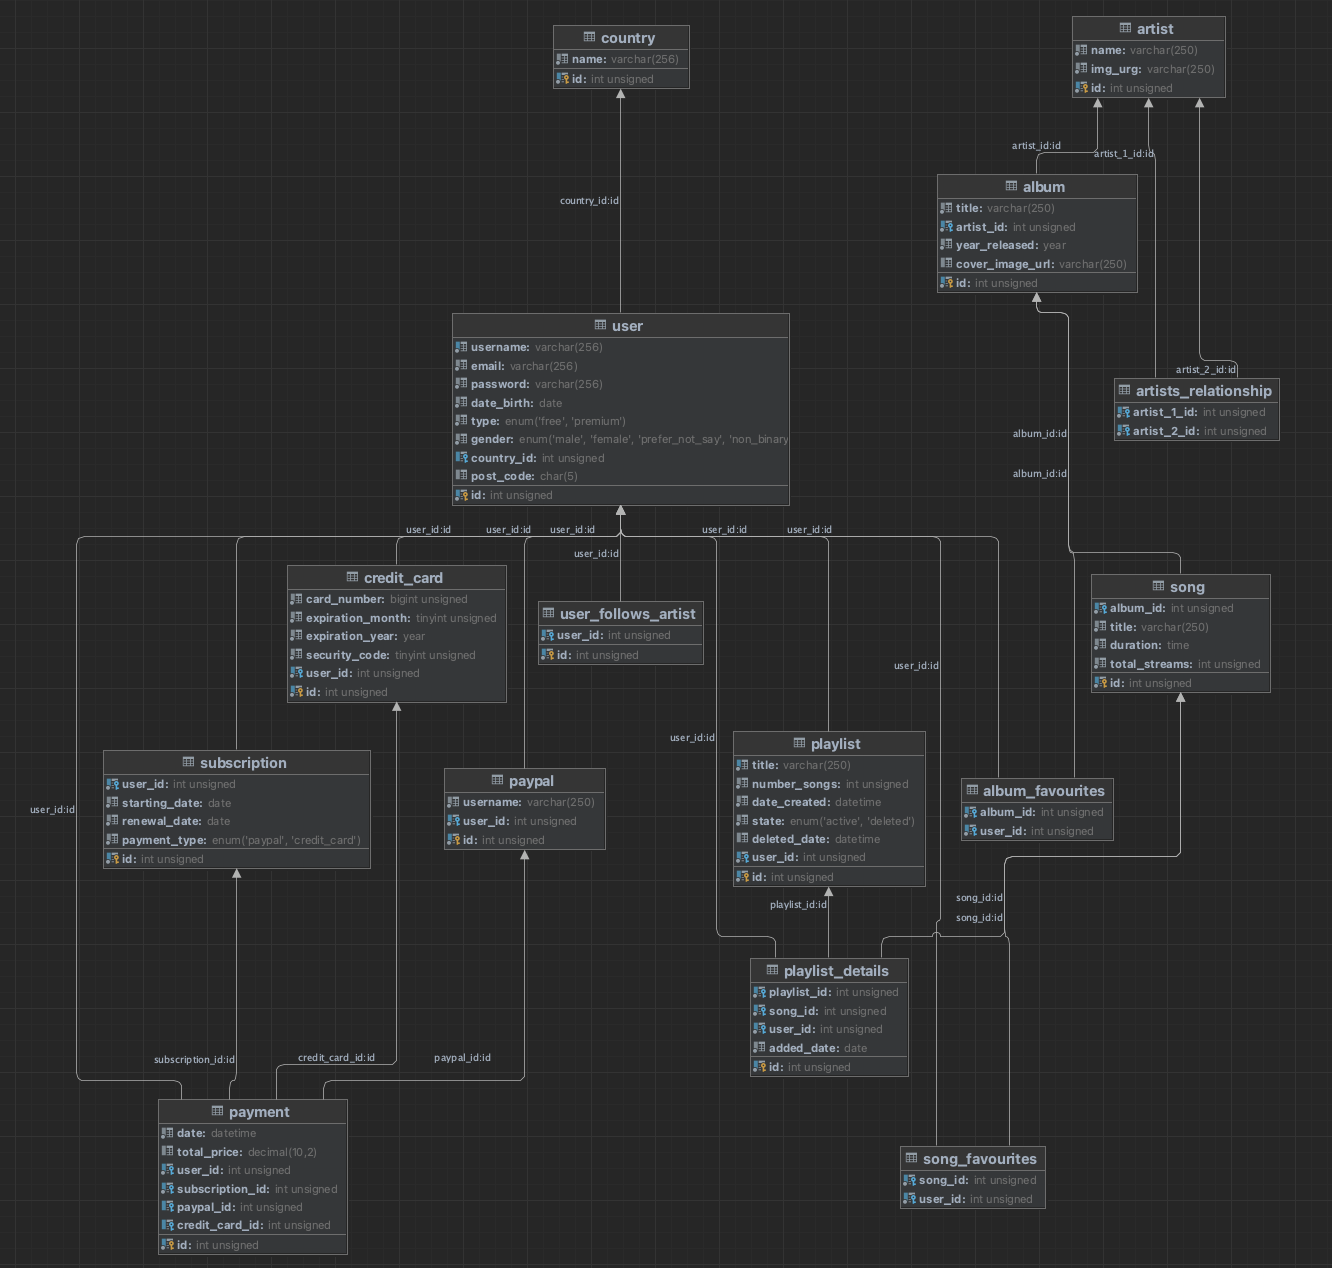 country
name: varchar(256)
id: int unsigned
artist
name: varchar(250)
img_urg: varchar(250)
id: int unsigned
artist_id:id
artist_1_id:id
country_id:id
album
title: varchar(250)
artist_id: int unsigned
year_released: year
cover_image_url: varchar(250)
id: int unsigned
user
username: varchar(256)
email: varchar(256)
password: varchar(256)
date_birth: date
type: enum('free', 'premium')
gender: enum('male', 'female', 'prefer_not_say', 'non_binary
country_id: int unsigned
post_code: char(5)
id: int unsigned
artist_2_id:id
artists_relationship
artist_1_id: int unsigned
artist_2_id: int unsigned
album_id:id
album_id:id
user_id:id
user_id:id
user_id:id
user_id:id
user_id:id
user_id:id
credit_card
card_number: bigint unsigned
expiration_month: tinyint unsigned
expiration_year: year
security_code: tinyint unsigned
user_id: int unsigned
id: int unsigned
user_follows_artist
user_id: int unsigned
id: int unsigned
song
album_id: int unsigned
title: varchar(250)
duration: time
total_streams: int unsigned
id: int unsigned
user_id:id
user_id:id
user_id:id
subscription
user_id: int unsigned
starting_date: date
renewal_date: date
payment_type: enum('paypal', 'credit_card')
id: int unsigned
paypal
username: varchar(250)
user_id: int unsigned
id: int unsigned
playlist
title: varchar(250)
number_songs: int unsigned
date_created: datetime
state: enum('active', 'deleted')
deleted_date: datetime
user_id: int unsigned
id: int unsigned
album_favourites
album_id: int unsigned
user_id: int unsigned
playlist_id:id
song_id:id
song_id:id
playlist_details
playlist_id: int unsigned
song_id: int unsigned
user_id: int unsigned
added_date: date
id: int unsigned
subscription_id:id
credit_card_id:id
paypal_id:id
payment
date: datetime
total_price: decimal(10,2)
user_id: int unsigned
subscription_id: int unsigned
paypal_id: int unsigned
credit_card_id: int unsigned
id: int unsigned
song_favourites
song_id: int unsigned
user_id: int unsigned